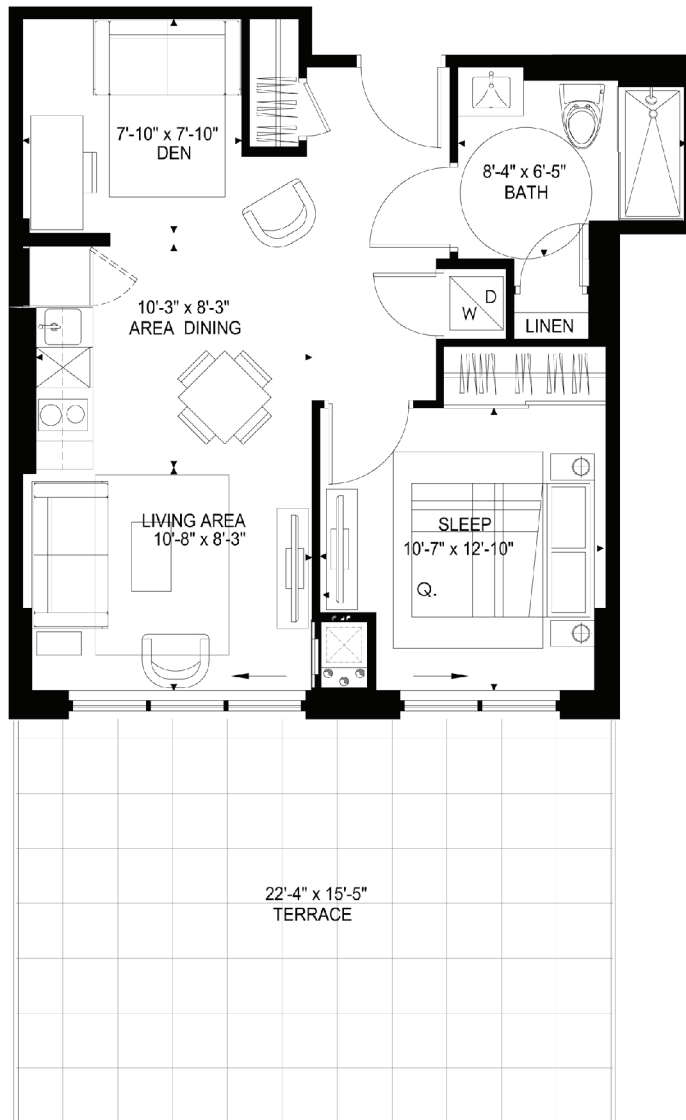 7'-10" x 7'-10"
DEN
8'-4" x 6'-5"
BATH
10'-3" x 8'-3"
AREA DINING
D
W
LINEN
LIVING AREA
10'-8" x 8'-3"
SLEEP
10'-7" x 12'-10"
Q.
22'-4" x 15'-5"
TERRACE